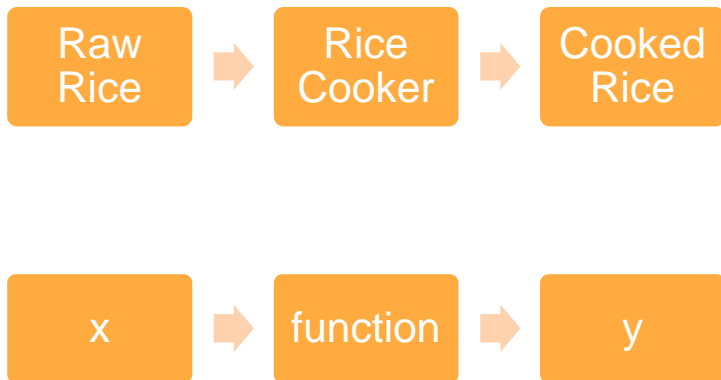 Raw
Rice
Rice
Cooker
Cooked
Rice
x
function
y